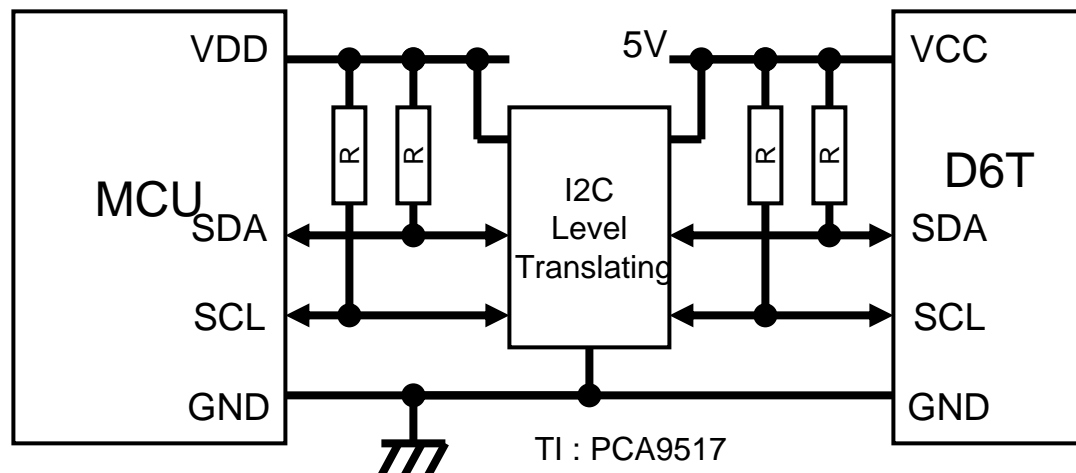 VDD
5V
VCC
R
R
R
R
MCU
I2C
Level
Translating
D6T
SDA
SDA
SCL
SCL
GND
GND
TI : PCA9517